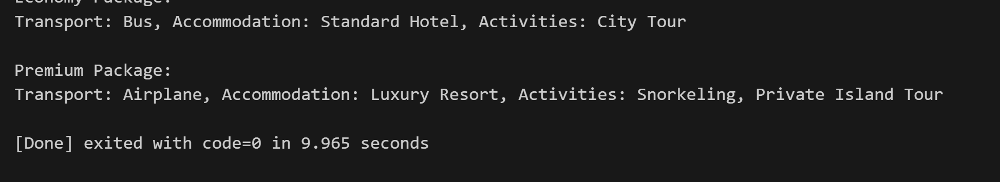 Economy Package:
Transport: Bus, Accommodation: Standard Hotel, Activities: City Tour
Premium Package:
Transport: Airplane, Accommodation: Luxury Resort, Activities: Snorkeling, Private Island Tour
[Done] exited with code=0 in 9.965 seconds